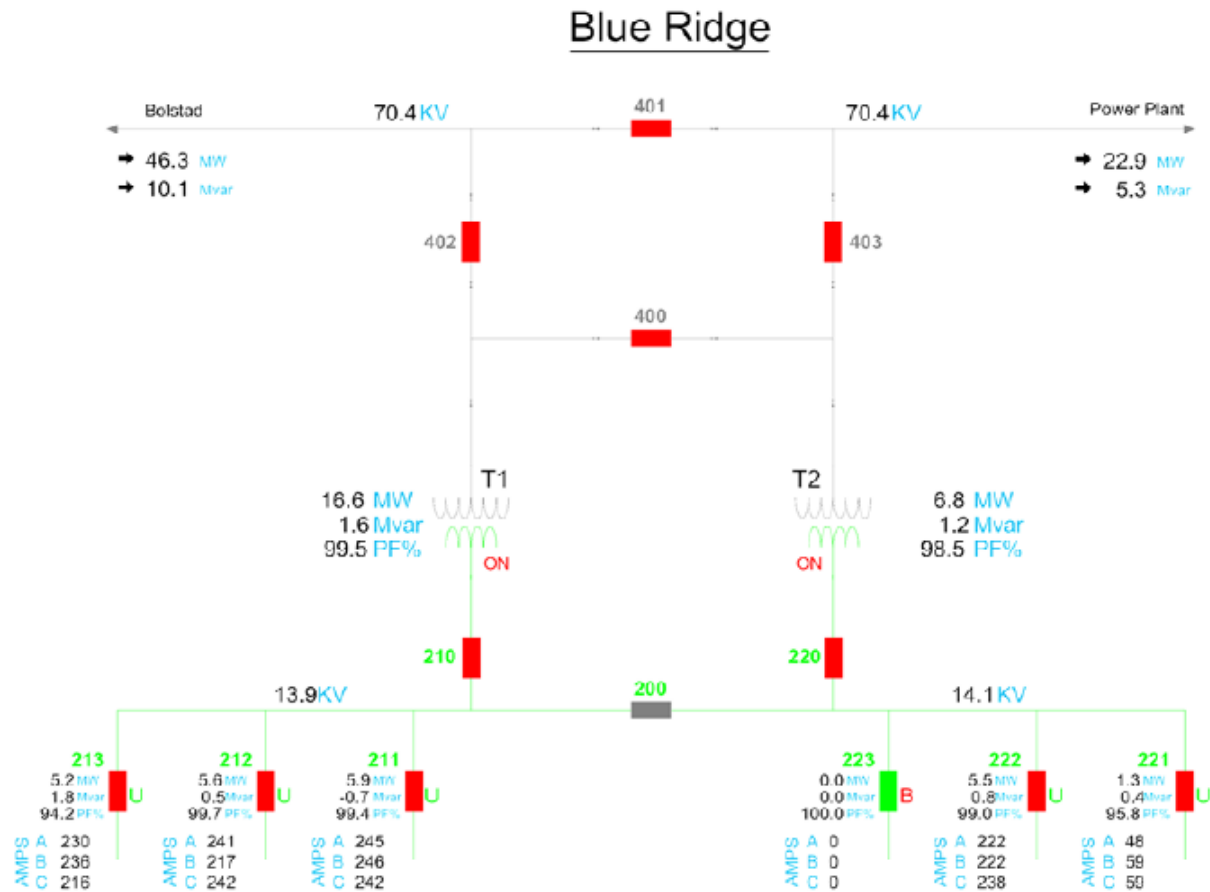 Blue Ridge
Bolstad 70.4 KV 401 70.4 KV Power Plant
46.3 MW 22.9 MW
10.1 Mvar 5.3 Mvar
402 403
400
T1 T2
16.6 MW 6.8 MW
1.6 Mvar 1.2 Mvar
99.5 PF% 98.5 PF%
ON ON
210 220
13.9KV 200 14.1 KV
213 212 211 223 222 221
5.2 MW 5.6 MW 5.9 MW 0.0 MW 5.5 MW 1.3 MW
1.8 Mvar U 0.5 Mvar U -0.7 Mvar U 0.0 Mvar B 0.8 Mvar U 0.4 Mvar U
94.2 PF% 99.7 PF% 99.4 PF% 100.0 PF% 99.0 PF% 95.8 PF%
AMPS A 230 AMPS A 241 AMPS A 245 AMPS A 0 AMPS A 222 AMPS A 48
B 236 B 217 B 246 B 0 B 222 B 59
C 216 C 242 C 242 C 0 C 238 C 59